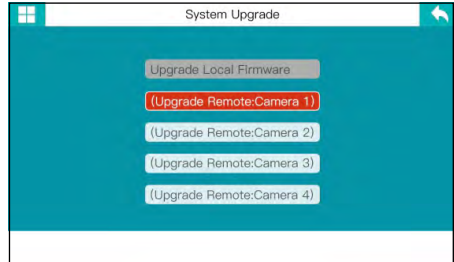 System Upgrade
Upgrade Local Firmware
(Upgrade Remote:Camera 1)
(Upgrade Remote:Camera 2)
(Upgrade Remote:Camera 3)
(Upgrade Remote:Camera 4)